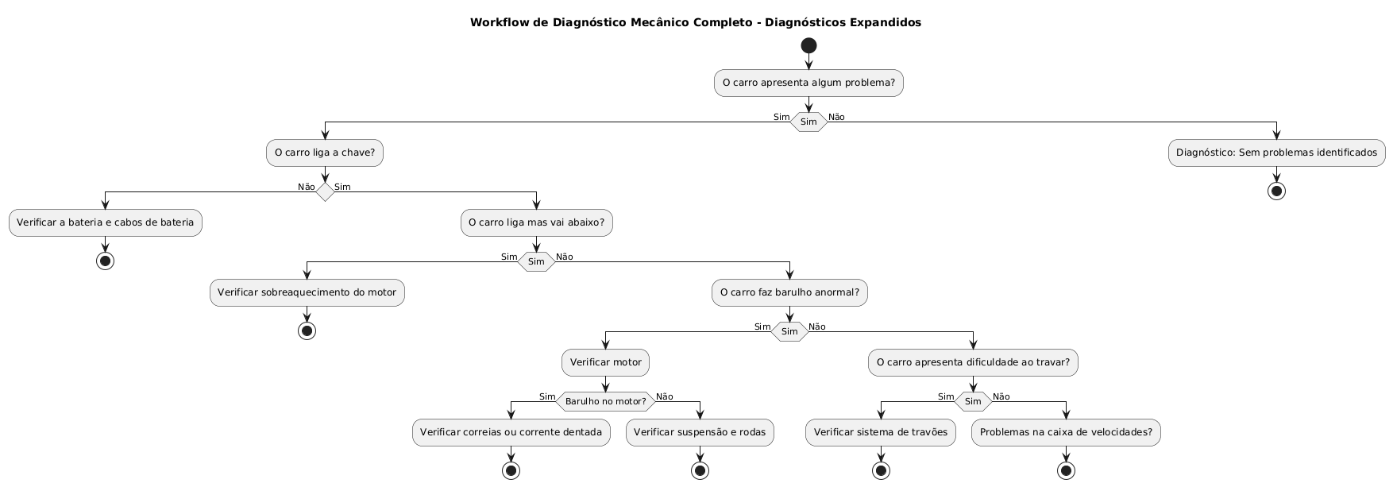 Workflow de Diagnóstico Mecânico Completo - Diagnósticos Expandidos
O carro apresenta algum problema?
Sim
Sim
Não
O carro liga a chave?
Diagnóstico: Sem problemas identificados
Não
Sim
Verificar a bateria e cabos de bateria
O carro liga mas vai abaixo?
Sim
Sim
Não
Verificar sobreaquecimento do motor
O carro faz barulho anormal?
Sim
Sim
Não
Verificar motor
O carro apresenta dificuldade ao travar?
Sim
Barulho no motor?
Não
Sim
Sim
Não
Verificar correias ou corrente dentada
Verificar suspensão e rodas
Verificar sistema de travões
Problemas na caixa de velocidades?